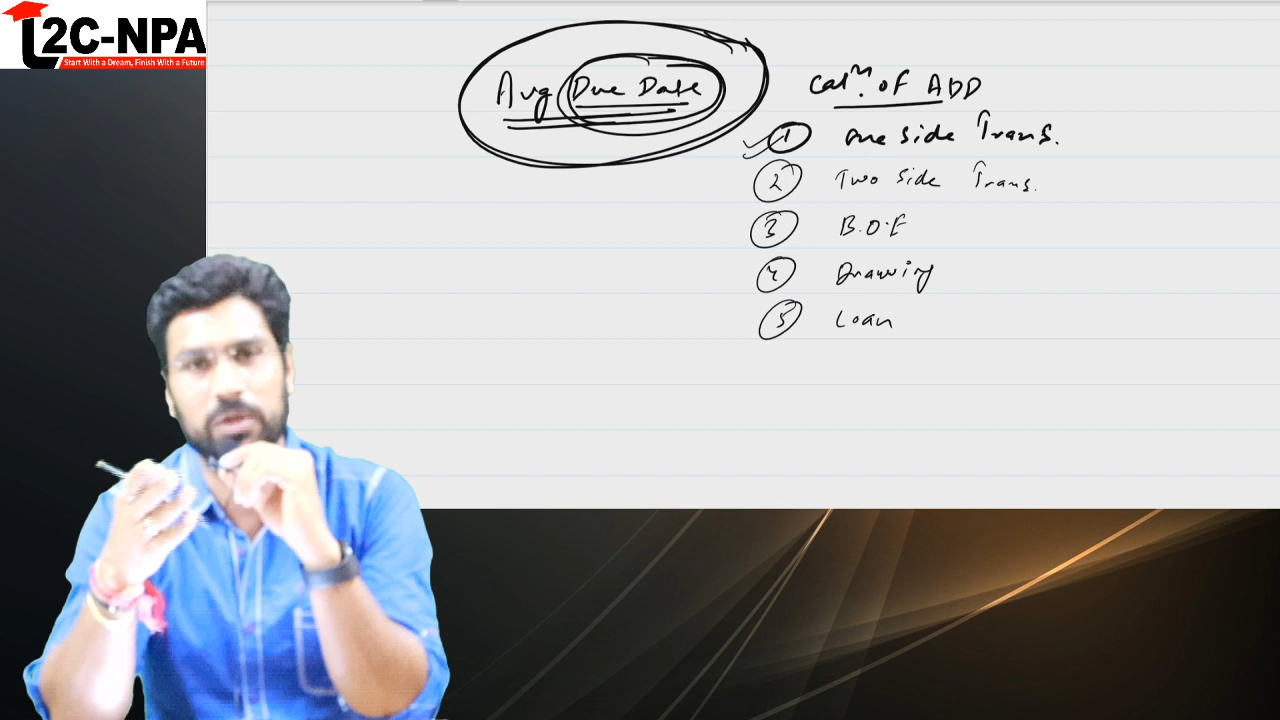 L2C-NPA
Start With a Dream, Finish With a Future
Avg Due Date
Caln. of ADD
1 one side Trans.
2 Two side Trans.
3 B.O.E
4 Drawing
5 Loan